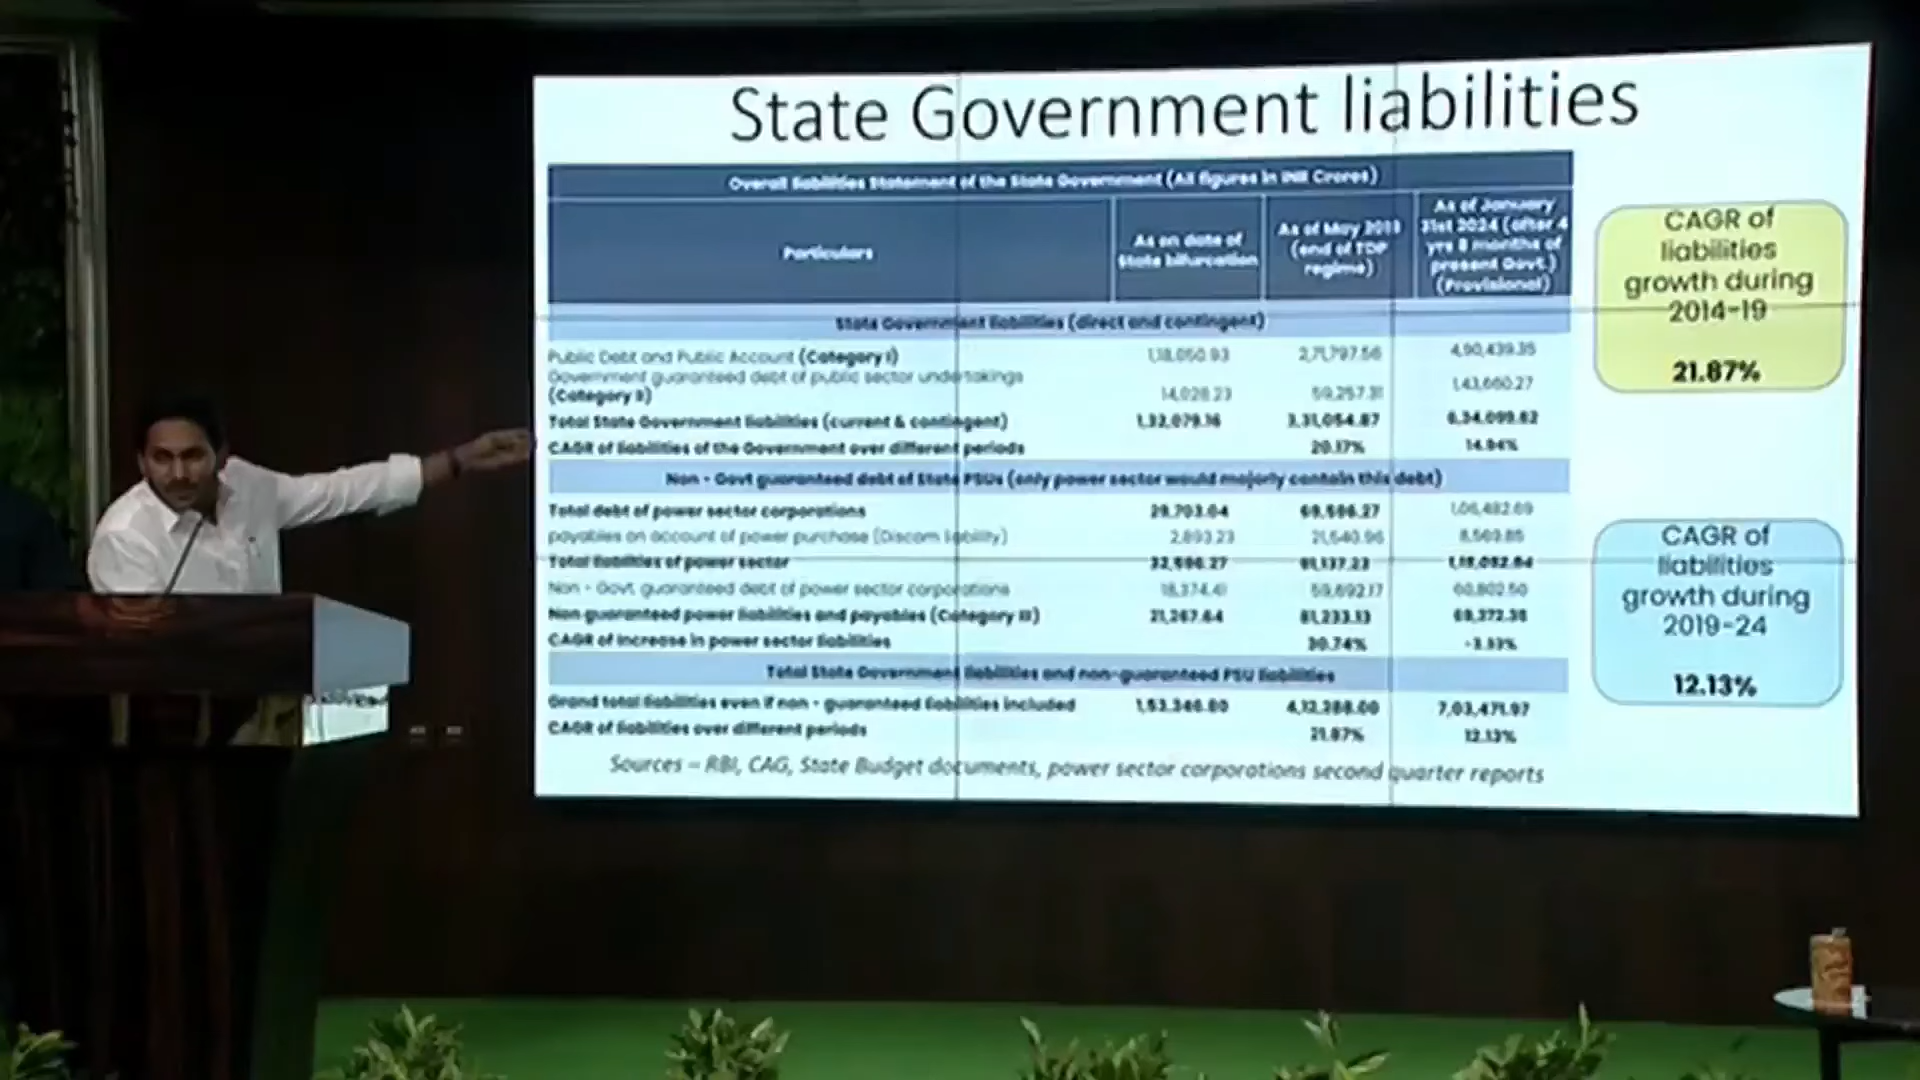 State Government liabilities
Overall liabilities Statement of the State Government (All figures in INR Crores)
Particulars
As on date of
State bifurcation
As of May 2019
(end of TDP
regime)
As of January
31st 2024 (after 4
yrs 8 months of
present Govt.)
(Provisional)
State Government liabilities (direct and contingent)
Public Debt and Public Account (Category I) 1,18,050.93 2,71,797.56 4,90,439.35
Government guaranteed debt of public sector undertakings
(Category II) 14,028.23 59,257.31 1,43,660.27
Total State Government liabilities (current & contingent) 1,32,079.16 3,31,054.87 6,34,099.62
CAGR of liabilities of the Government over different periods 20.17% 14.94%
Non - Govt guaranteed debt of State PSUs (only power sector would majorly contain this debt)
Total debt of power sector corporations 29,703.04 69,596.27 1,06,482.69
payables on account of power purchase (Discom liability) 2,893.23 21,540.96
Total liabilities of power sector 32,596.27 91,137.23
Non - Govt. guaranteed debt of power sector corporations 18,374.41 59,692.17 60,802.50
Non-guaranteed power liabilities and payables (Category III) 21,267.64 81,233.13 69,372.35
CAGR of increase in power sector liabilities 30.74%
Total State Government liabilities and non-guaranteed PSU liabilities
Grand total liabilities even if non - guaranteed liabilities included 1,53,346.80 4,12,288.00 7,03,471.97
CAGR of liabilities over different periods 21.87% 12.13%
Sources – RBI, CAG, State Budget documents, power sector corporations second quarter reports
CAGR of
liabilities
growth during
2014-19
21.87%
CAGR of
liabilities
growth during
2019-24
12.13%